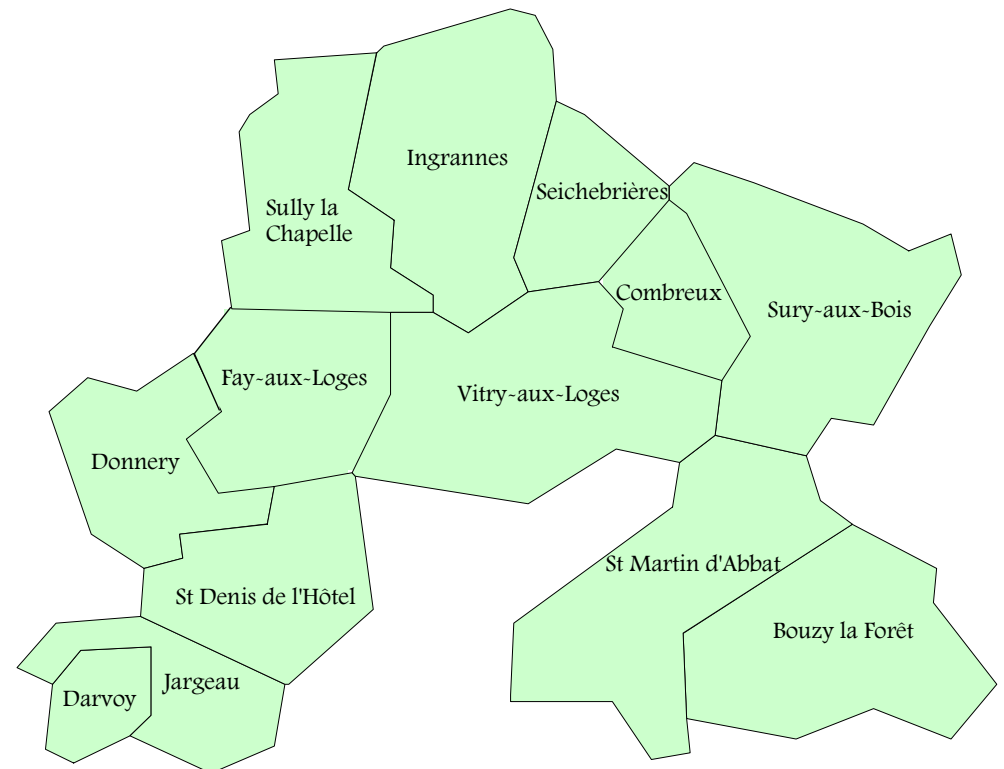 Ingrannes
Seichebrières
Sully la
Chapelle
Combreux
Sury-aux-Bois
Fay-aux-Loges
Vitry-aux-Loges
Donnery
St Martin d'Abbat
St Denis de l'Hôtel
Bouzy la Forêt
Jargeau
Darvoy